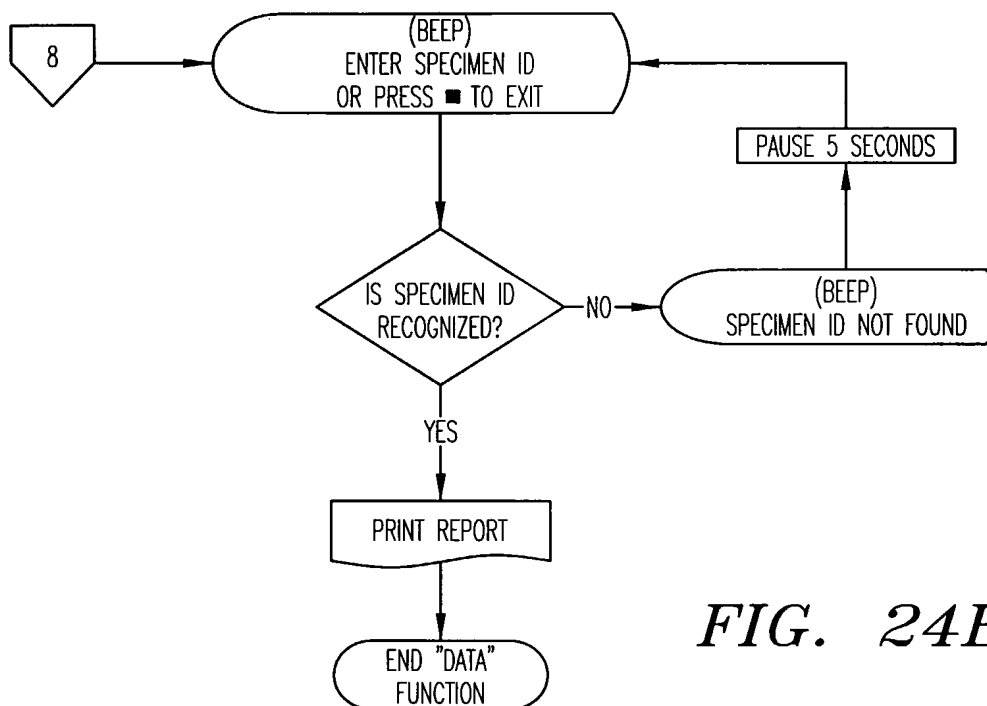 8
(BEEP)
ENTER SPECIMEN ID
OR PRESS ■ TO EXIT
PAUSE 5 SECONDS
IS SPECIMEN ID
RECOGNIZED?
NO
(BEEP)
SPECIMEN ID NOT FOUND
YES
PRINT REPORT
END "DATA"
FUNCTION
FIG. 24E